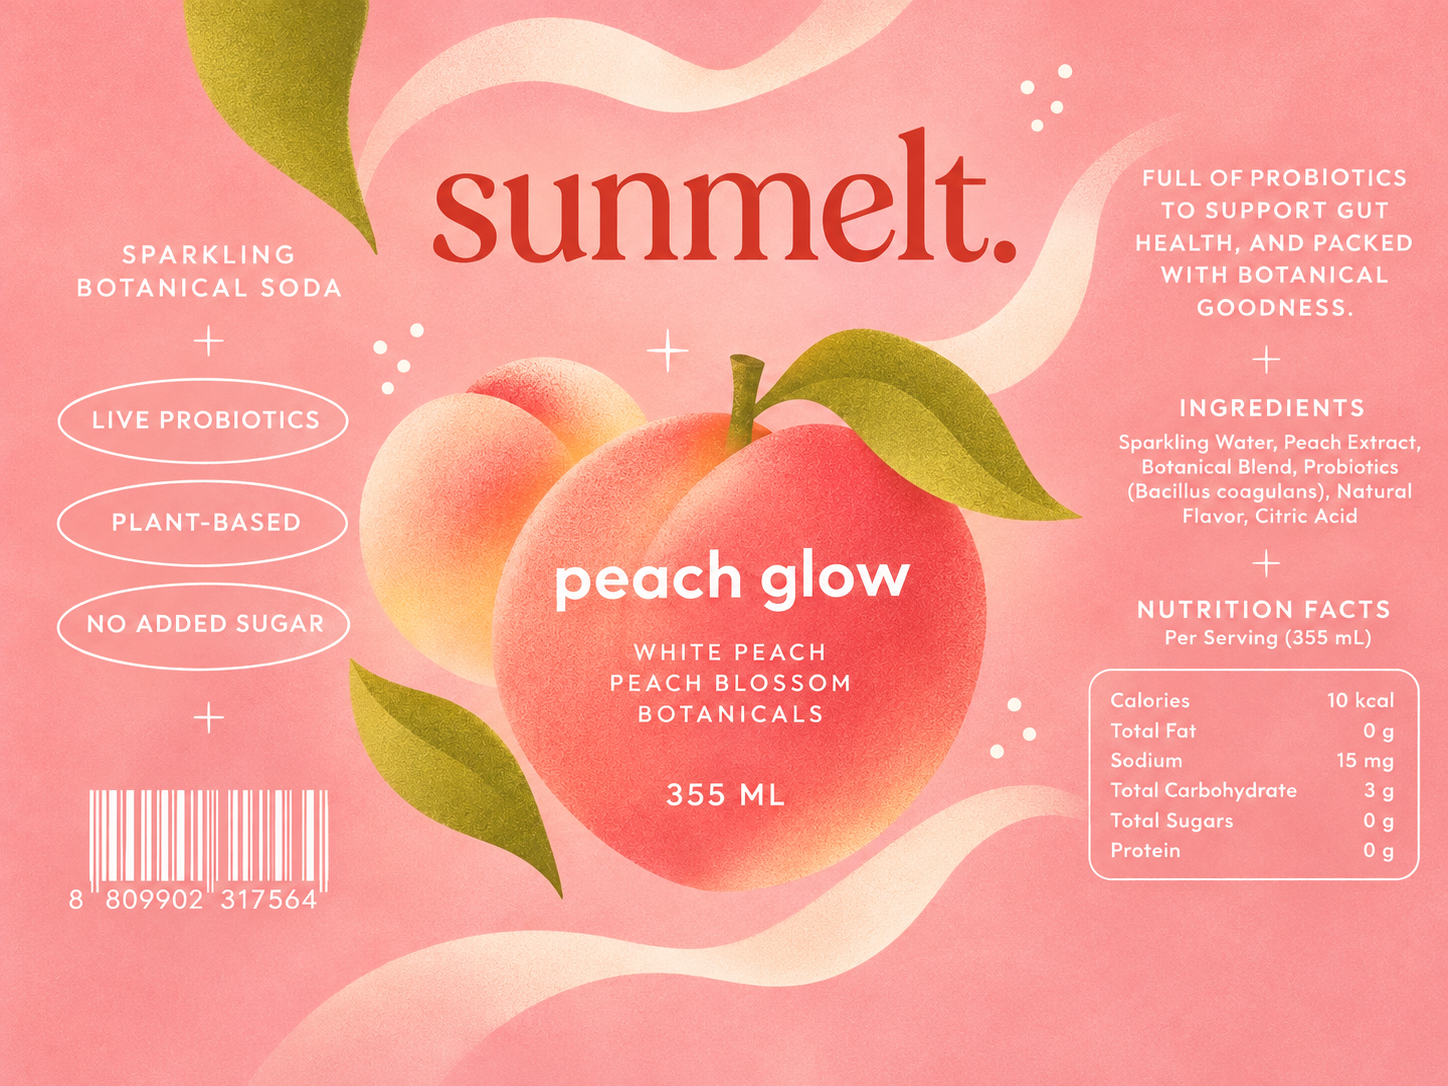 sunmelt.
SPARKLING
BOTANICAL SODA
LIVE PROBIOTICS
PLANT-BASED
NO ADDED SUGAR
8 809902 317564
peach glow
WHITE PEACH
PEACH BLOSSOM
BOTANICALS
355 ML
FULL OF PROBIOTICS
TO SUPPORT GUT
HEALTH, AND PACKED
WITH BOTANICAL
GOODNESS.
INGREDIENTS
Sparkling Water, Peach Extract,
Botanical Blend, Probiotics
(Bacillus coagulans), Natural
Flavor, Citric Acid
NUTRITION FACTS
Per Serving (355 mL)
Calories 10 kcal
Total Fat 0 g
Sodium 15 mg
Total Carbohydrate 3 g
Total Sugars 0 g
Protein 0 g